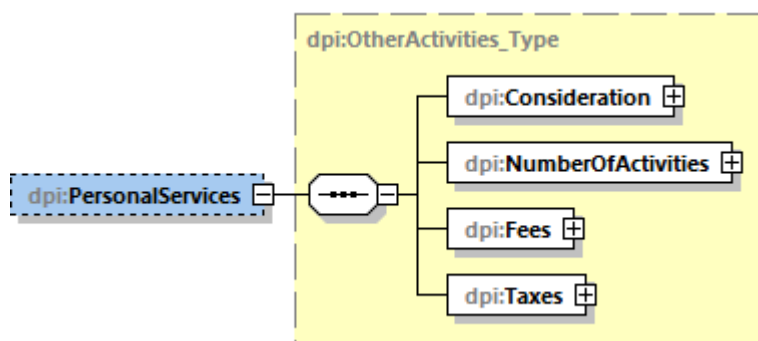 dpi:OtherActivities_Type
dpi:Consideration
dpi:NumberOfActivities
dpi:PersonalServices
dpi:Fees
dpi:Taxes